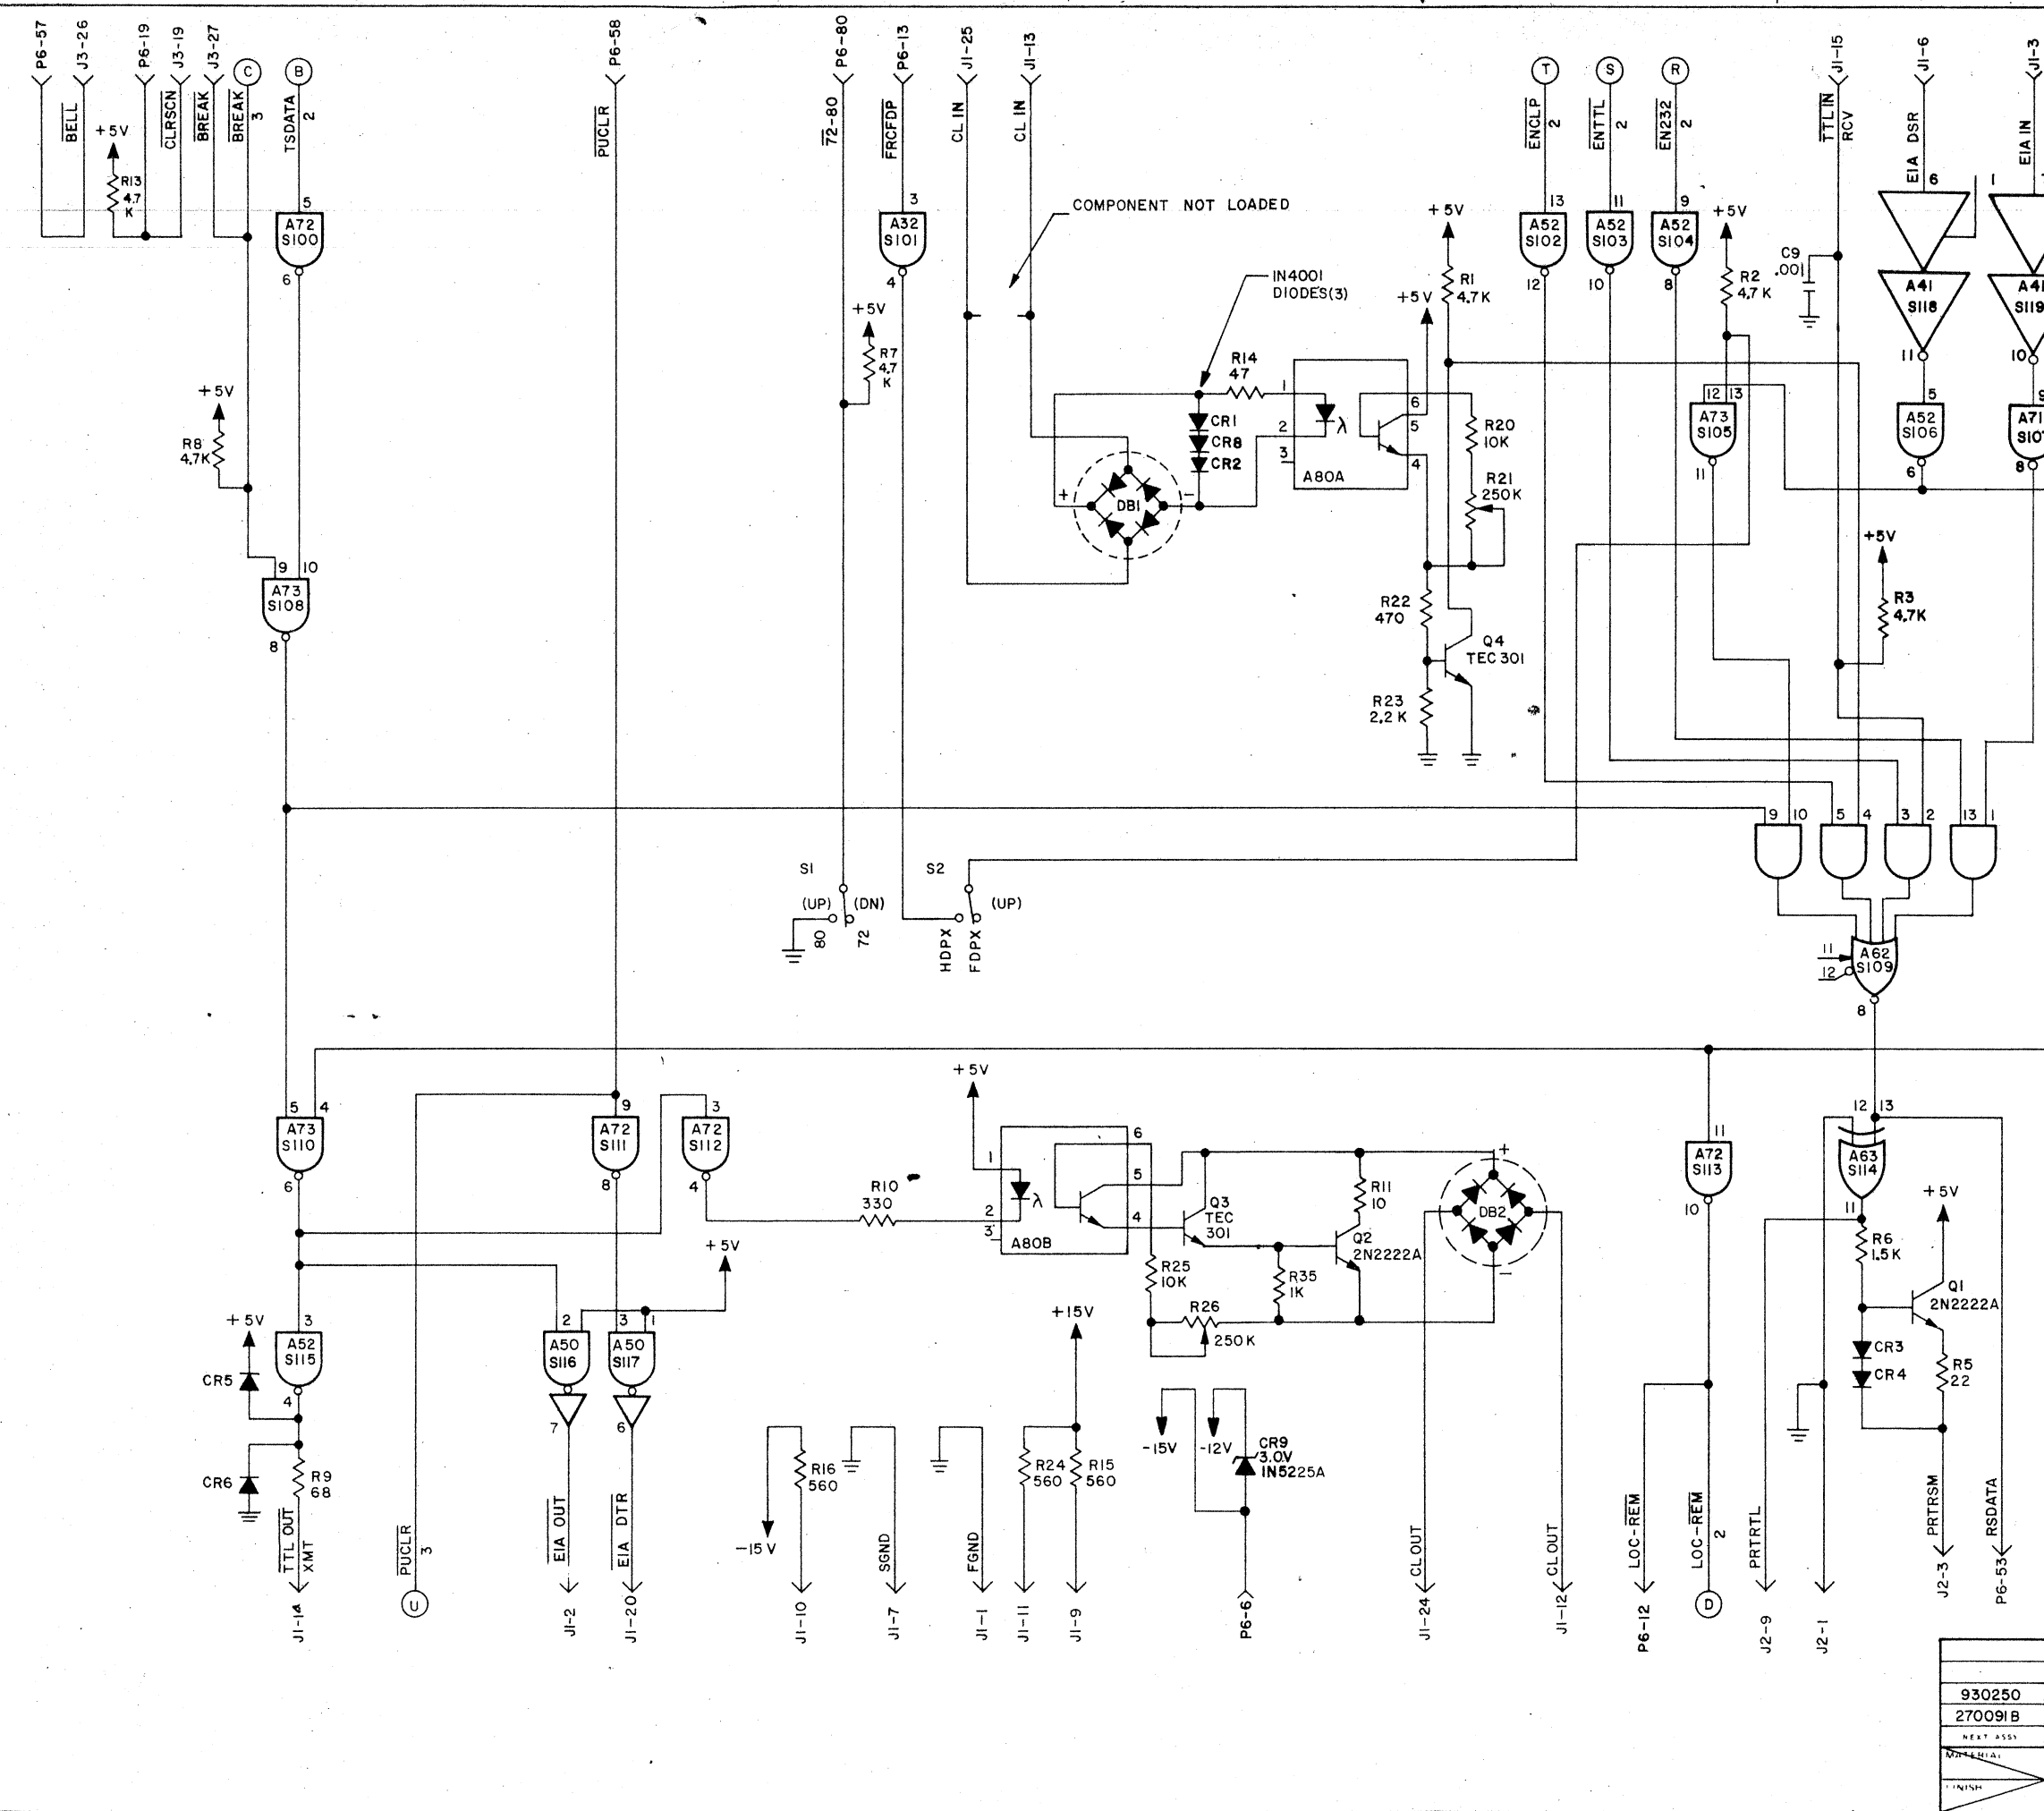 P6-57
J3-26
P6-19
J3-19
J3-27
C
B
P6-58
P6-80
P6-13
J1-25
J1-13
T
S
R
J1-15
J1-6
J1-3
BELL
+5V
R13
4.7
K
CLRSCN
BREAK
BREAK
3
TSDATA
2
PUCLR
72-80
FRCFDP
CL IN
CL IN
ENCLP
2
ENTTL
2
EN232
2
TTL IN
RCV
EIA DSR
EIA IN
5
A72
S100
6
3
A32
S101
4
COMPONENT NOT LOADED
IN4001
DIODES(3)
+5V
R1
4.7K
+5V
13
A52
S102
12
11
A52
S103
10
9
A52
S104
8
+5V
R2
4.7K
C9
.001
6
A41
S118
11
1
A41
S119
10
+5V
R7
4.7
K
+5V
R8
4.7K
R14
47
CR1
CR8
CR2
1
2
3
λ
6
5
4
A80A
R20
10K
R21
250K
12
13
A73
S105
11
5
A52
S106
6
9
A71
S107
8
+
DB1
-
9
10
A73
S108
8
R22
470
Q4
TEC 301
R23
2.2K
+5V
R3
4.7K
9
10
5
4
3
2
13
1
S1
(UP)
(DN)
80
72
S2
(UP)
HDPX
FDPX
11
12
A62
S109
8
5
4
A73
S110
6
9
A72
S111
8
3
A72
S112
4
+5V
1
2
3
λ
A80B
6
5
4
R10
330
Q3
TEC
301
R11
10
Q2
2N2222A
+
DB2
-
11
A72
S113
10
12
13
A63
S114
11
+5V
R6
1.5K
Q1
2N2222A
CR3
CR4
R5
22
R25
10K
R35
1K
R26
250K
+5V
+5V
CR5
3
A52
S115
4
2
A50
S116
7
3
1
A50
S117
6
+15V
CR6
R9
68
R16
560
-15V
R24
560
R15
560
-15V
-12V
CR9
3.0V
1N5225A
TTL OUT
XMT
PUCLR
3
EIA OUT
EIA DTR
SGND
FGND
CLOUT
CLOUT
LOC-REM
LOC-REM
2
PRTRTL
PRTRSM
RSDATA
J1-14
U
J1-2
J1-20
J1-10
J1-7
J1-1
J1-11
J1-9
P6-6
J1-24
J1-12
P6-12
D
J2-9
J2-1
J2-3
P6-53
930250
270091B
NEXT ASSY
MATERIAL
FINISH